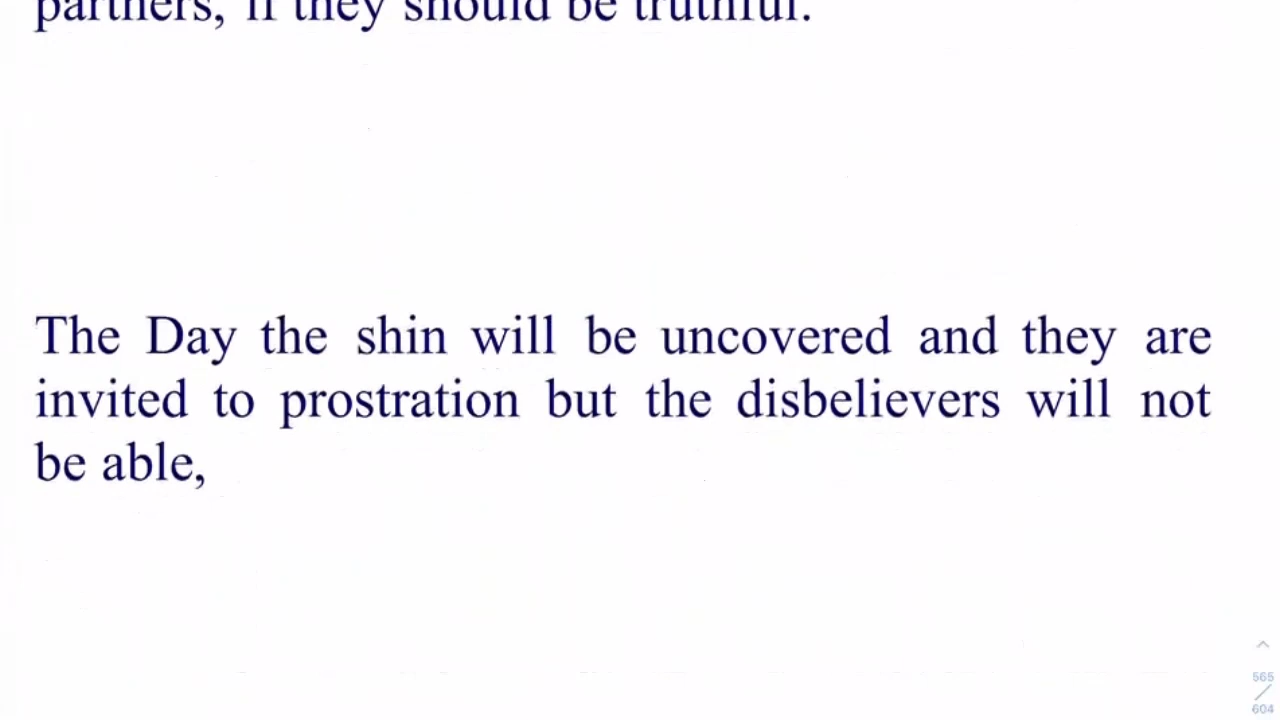 partners, if they should be truthful.
The Day the shin will be uncovered and they are
invited to prostration but the disbelievers will not
be able,
565
604